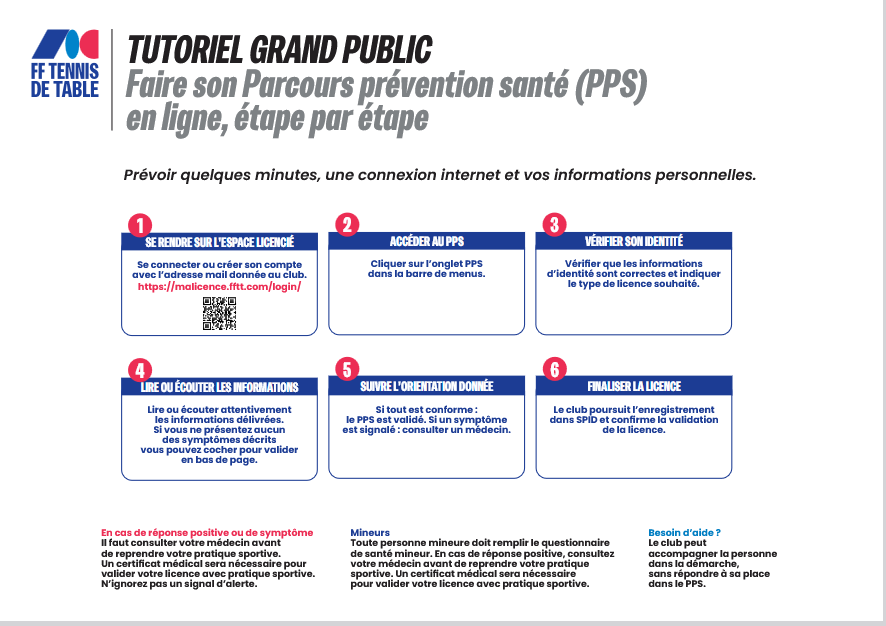 FF TENNIS
DE TABLE
TUTORIEL GRAND PUBLIC
Faire son Parcours prévention santé (PPS)
en ligne, étape par étape
Prévoir quelques minutes, une connexion internet et vos informations personnelles.
1
SE RENDRE SUR L'ESPACE LICENCIÉ
Se connecter ou créer son compte
avec l'adresse mail donnée au club.
https://malicence.fftt.com/login/
2
ACCÉDER AU PPS
Cliquer sur l'onglet PPS
dans la barre de menus.
3
VÉRIFIER SON IDENTITÉ
Vérifier que les informations
d'identité sont correctes et indiquer
le type de licence souhaité.
4
LIRE OU ÉCOUTER LES INFORMATIONS
Lire ou écouter attentivement
les informations délivrées.
Si vous ne présentez aucun
des symptômes décrits
vous pouvez cocher pour valider
en bas de page.
5
SUIVRE L'ORIENTATION DONNÉE
Si tout est conforme :
le PPS est validé. Si un symptôme
est signalé : consulter un médecin.
6
FINALISER LA LICENCE
Le club poursuit l'enregistrement
dans SPID et confirme la validation
de la licence.
En cas de réponse positive ou de symptôme
Il faut consulter votre médecin avant
de reprendre votre pratique sportive.
Un certificat médical sera nécessaire pour
valider votre licence avec pratique sportive.
N'ignorez pas un signal d'alerte.
Mineurs
Toute personne mineure doit remplir le questionnaire
de santé mineur. En cas de réponse positive, consultez
votre médecin avant de reprendre votre pratique
sportive. Un certificat médical sera nécessaire
pour valider votre licence avec pratique sportive.
Besoin d'aide ?
Le club peut
accompagner la personne
dans la démarche,
sans répondre à sa place
dans le PPS.